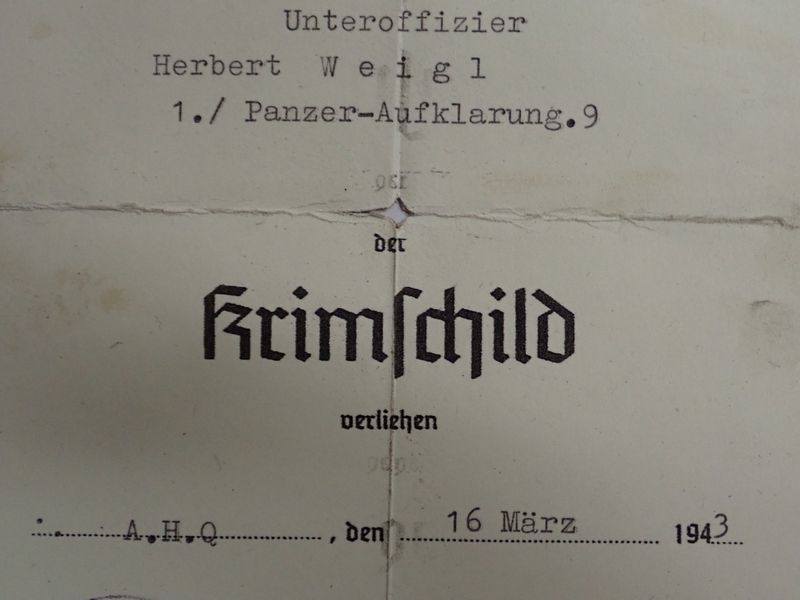 Unteroffizier
Herbert W e i g l
1./ Panzer-Aufklarung.9
der
Krimschild
verliehen
A.H.Q , den 16 März 1943